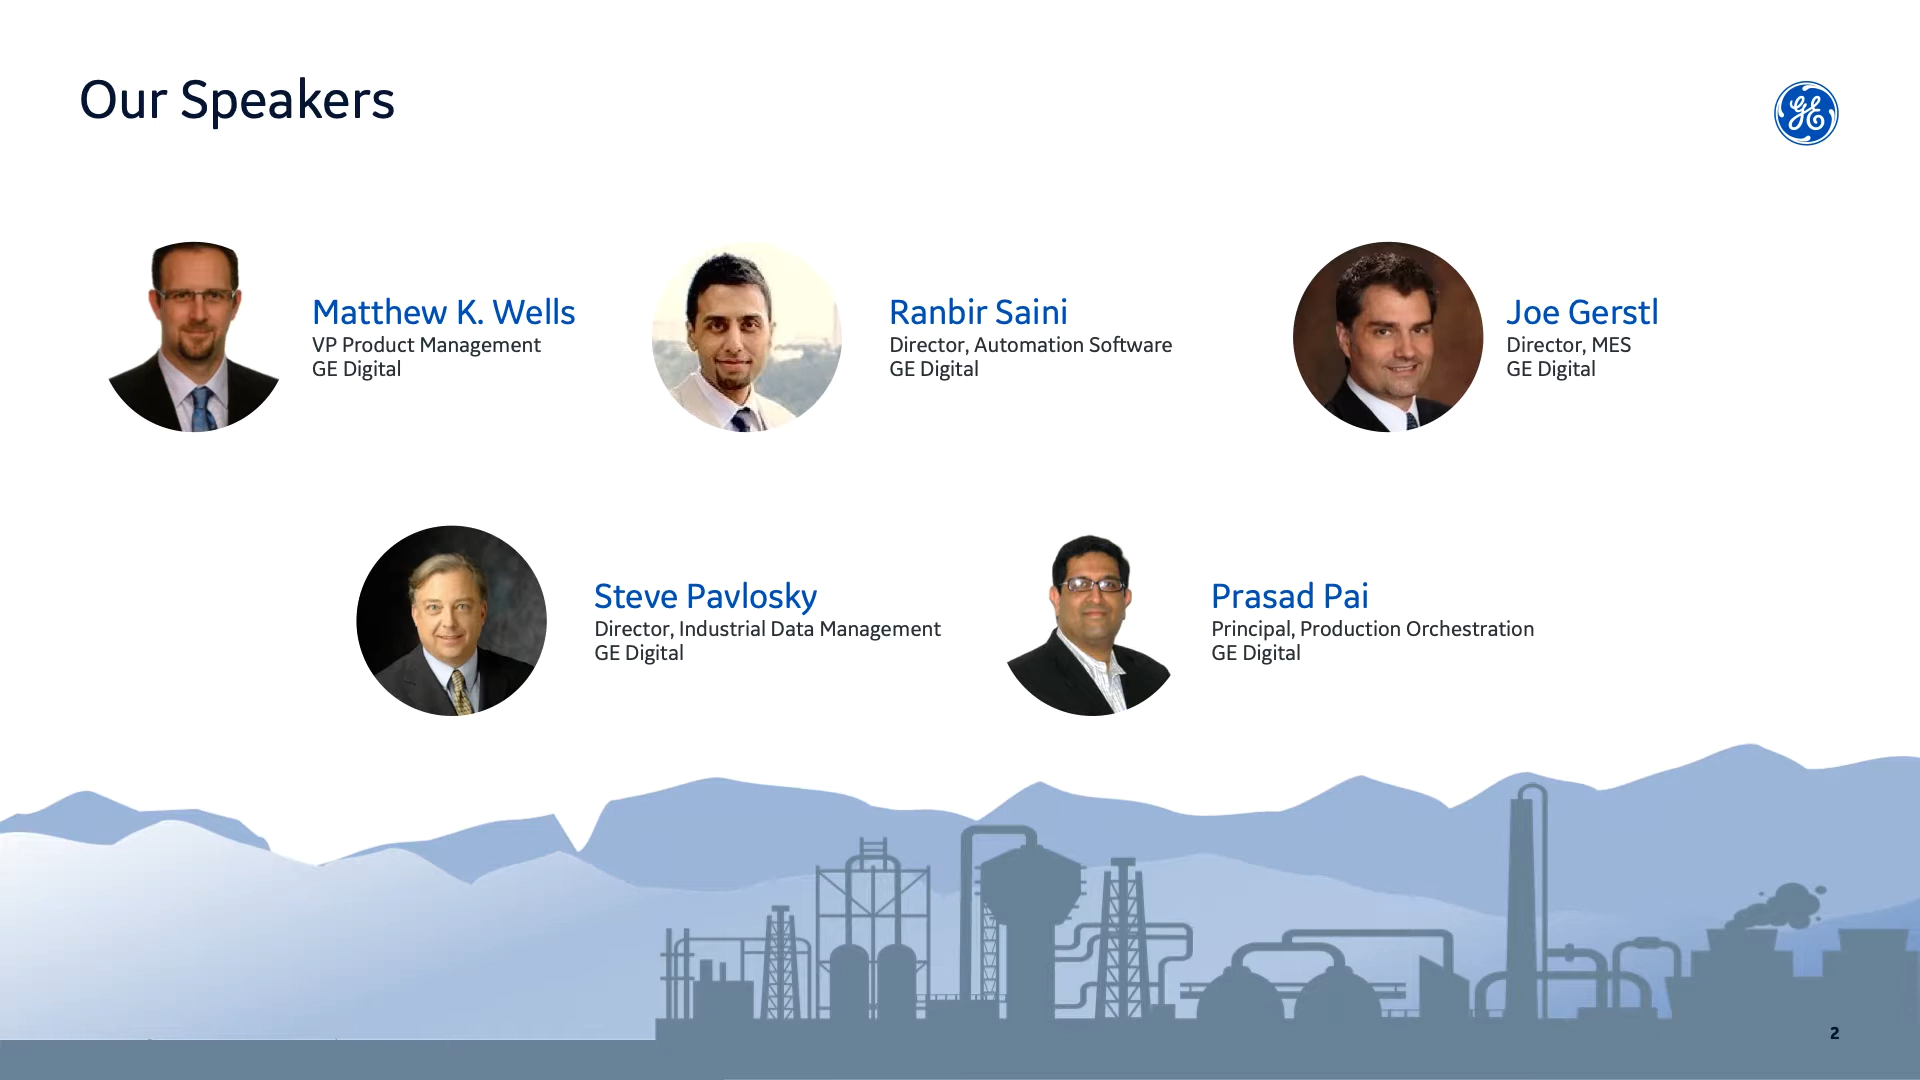 Our Speakers
GE
Matthew K. Wells
VP Product Management
GE Digital
Ranbir Saini
Director, Automation Software
GE Digital
Joe Gerstl
Director, MES
GE Digital
Steve Pavlosky
Director, Industrial Data Management
GE Digital
Prasad Pai
Principal, Production Orchestration
GE Digital
2